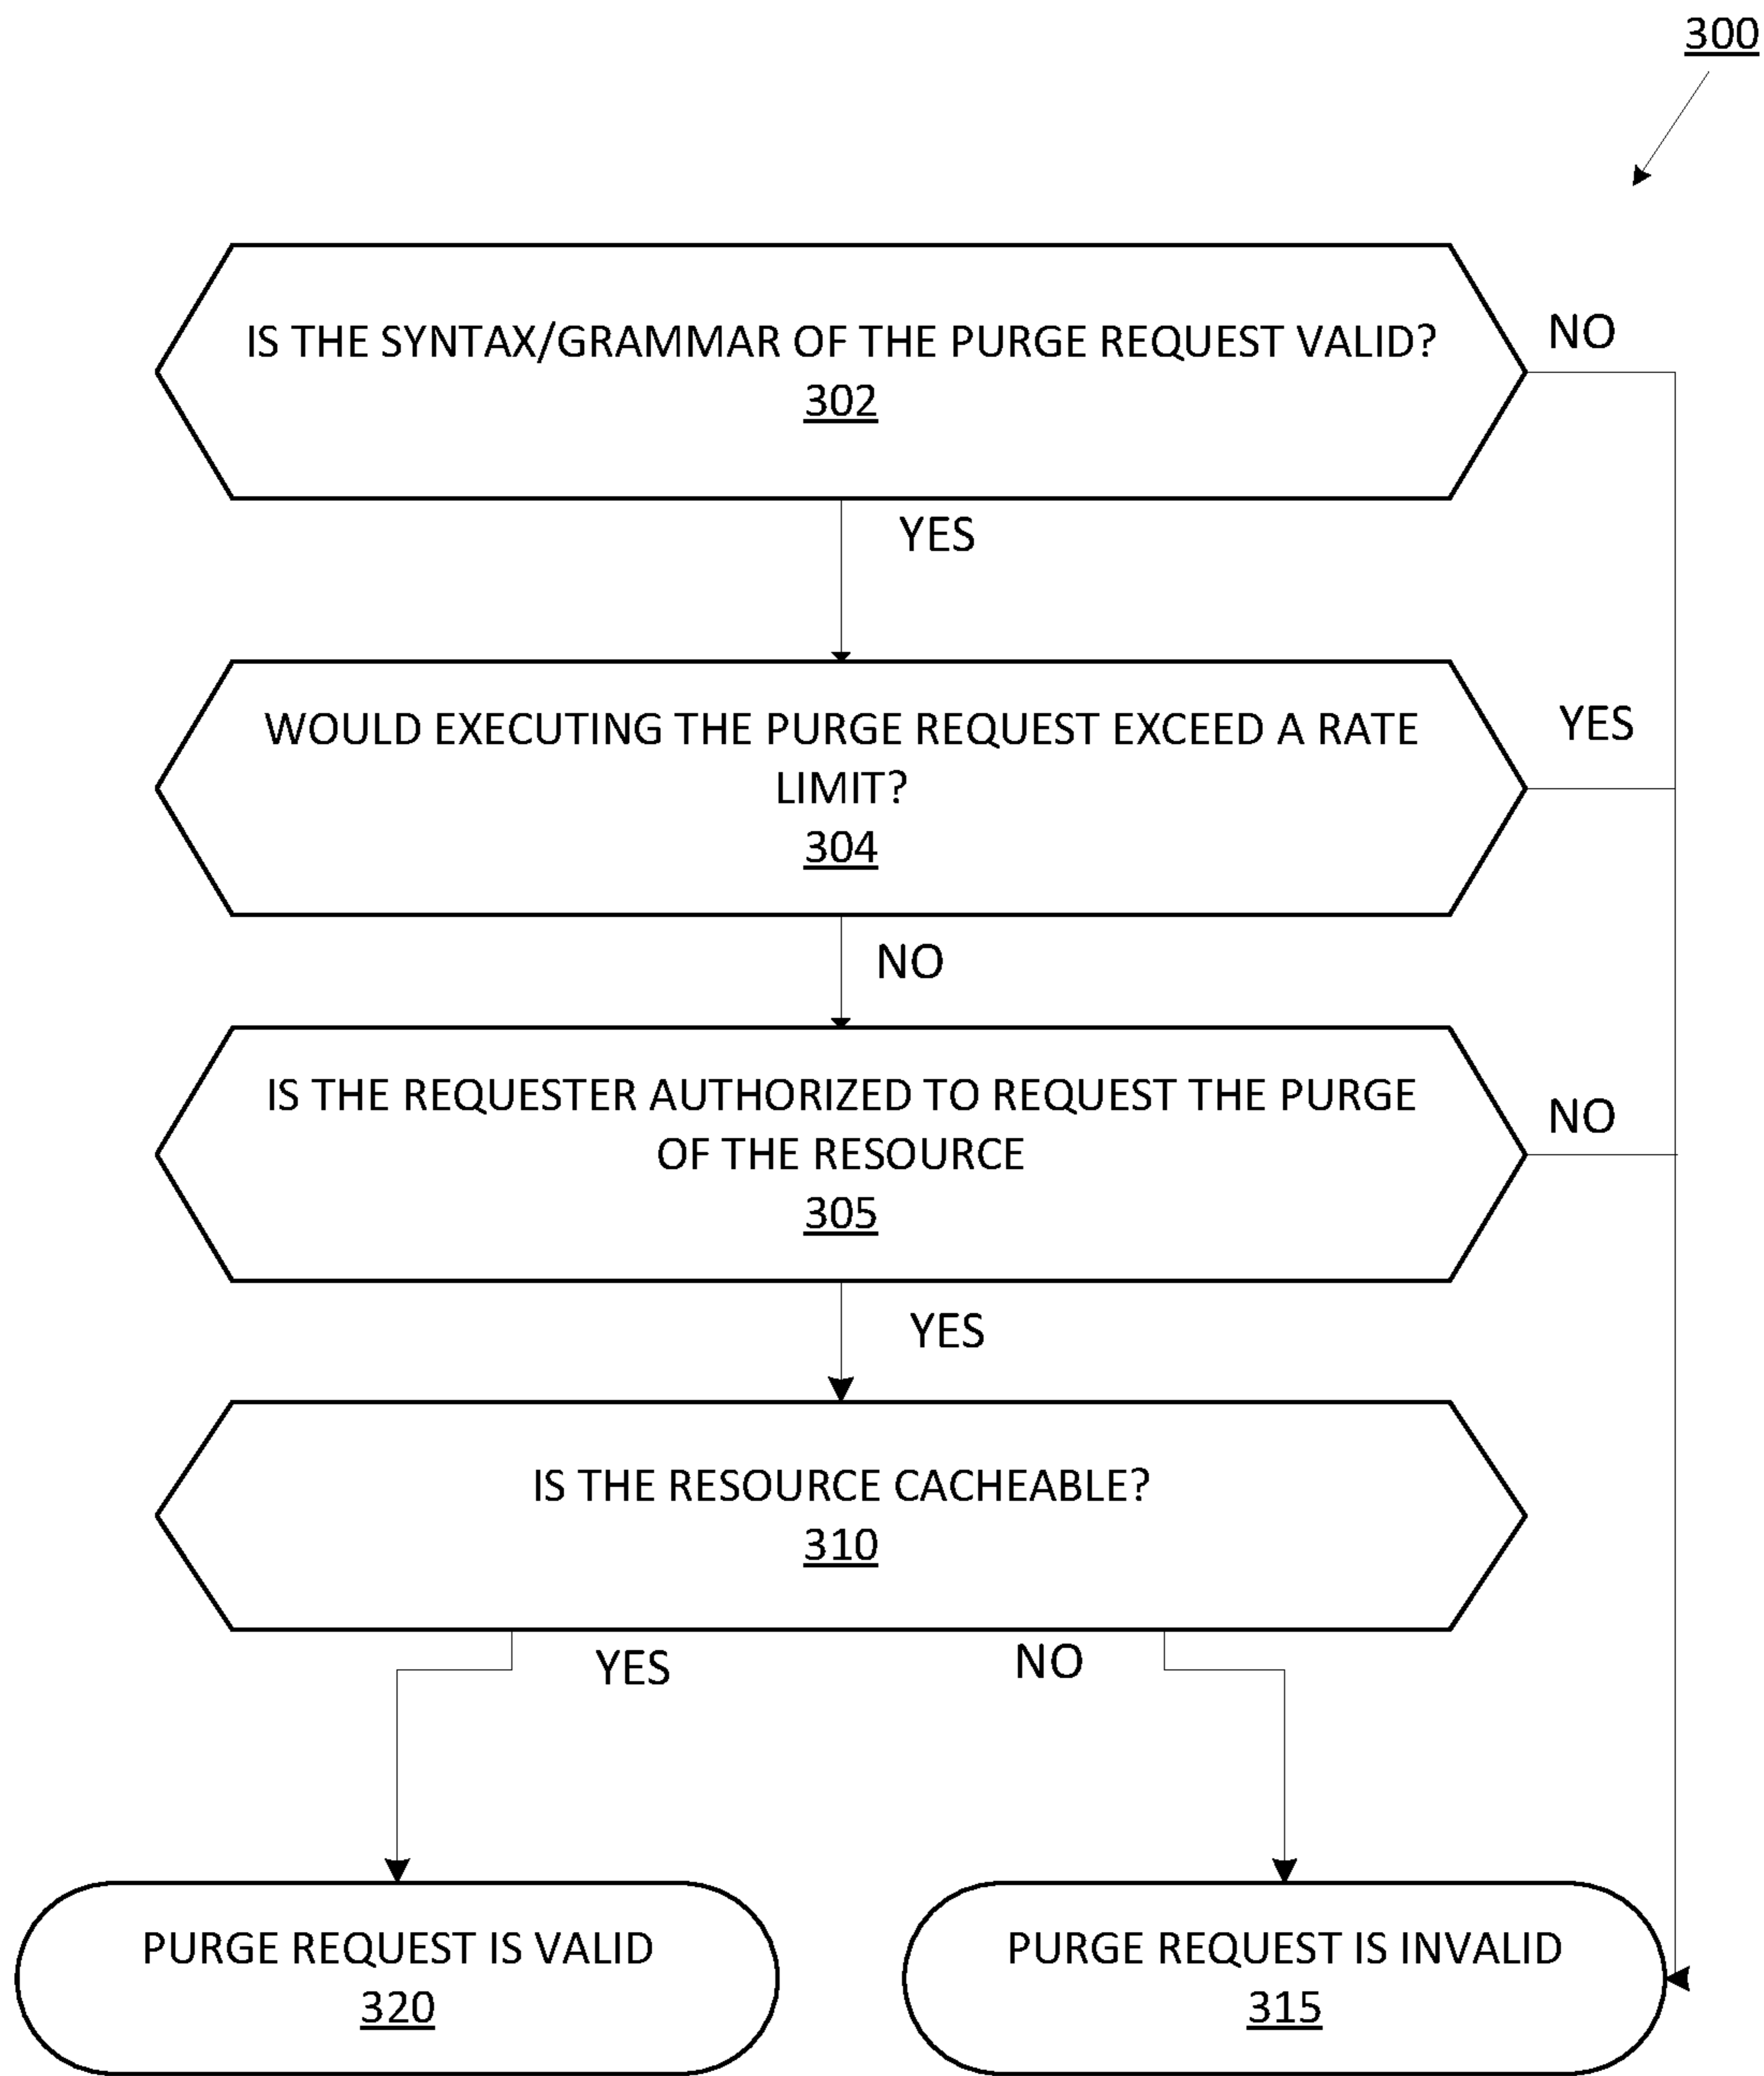 300
IS THE SYNTAX/GRAMMAR OF THE PURGE REQUEST VALID?
302
NO
YES
WOULD EXECUTING THE PURGE REQUEST EXCEED A RATE
LIMIT?
304
YES
NO
IS THE REQUESTER AUTHORIZED TO REQUEST THE PURGE
OF THE RESOURCE
305
NO
YES
IS THE RESOURCE CACHEABLE?
310
YES
NO
PURGE REQUEST IS VALID
320
PURGE REQUEST IS INVALID
315